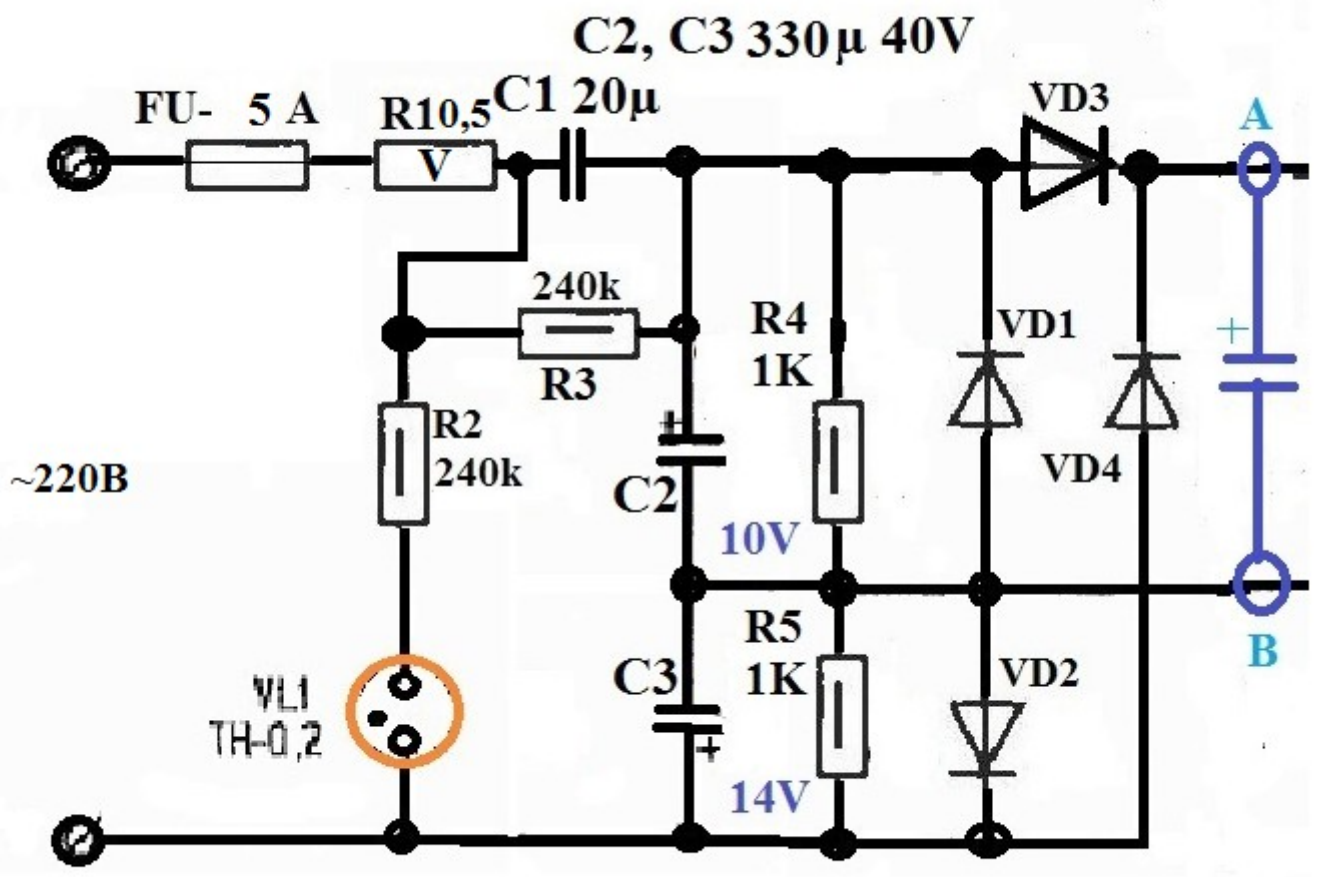 C2, C3 330µ 40V
FU- 5 A
R10,5
V
C1 20µ
VD3
A
240k
R3
R4
1K
VD1
+
R2
240k
+
C2
VD4
~220В
10V
R5
1K
B
C3
VD2
VL1
TH-0,2
+
14V